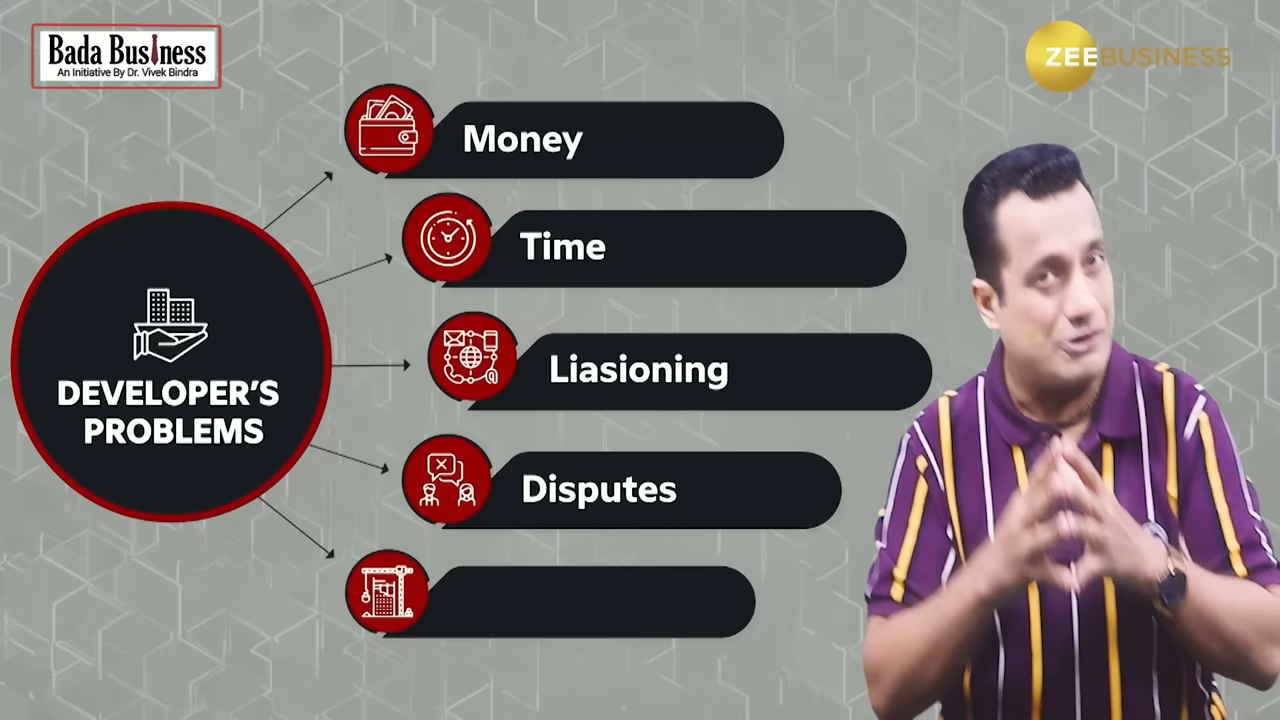 Bada Business
An Initiative By Dr. Vivek Bindra
ZEEBUSINESS
Money
Time
Liasioning
Disputes
DEVELOPER'S
PROBLEMS